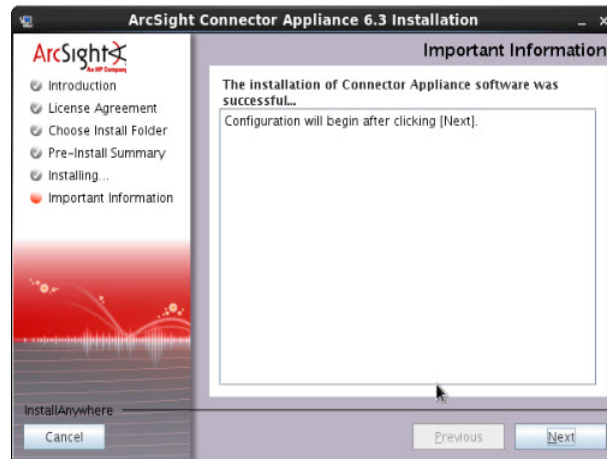 ArcSight Connector Appliance 6.3 Installation
ArcSight
An HP Company
Important Information
Introduction
License Agreement
Choose Install Folder
Pre-Install Summary
Installing...
Important Information
The installation of Connector Appliance software was
successful...
Configuration will begin after clicking [Next].
InstallAnywhere
Cancel
Previous
Next